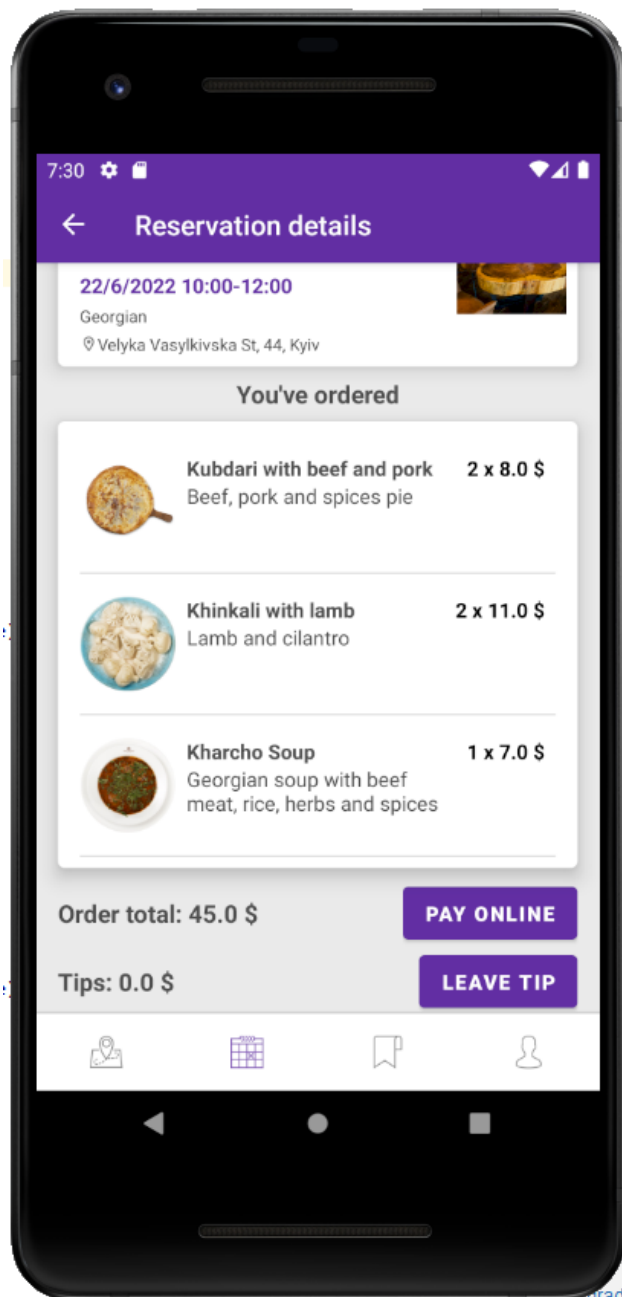 7:30
Reservation details
22/6/2022 10:00-12:00
Georgian
Velyka Vasylkivska St, 44, Kyiv
You've ordered
Kubdari with beef and pork 2 x 8.0 $
Beef, pork and spices pie
Khinkali with lamb 2 x 11.0 $
Lamb and cilantro
Kharcho Soup 1 x 7.0 $
Georgian soup with beef
meat, rice, herbs and spices
Order total: 45.0 $ PAY ONLINE
Tips: 0.0 $ LEAVE TIP